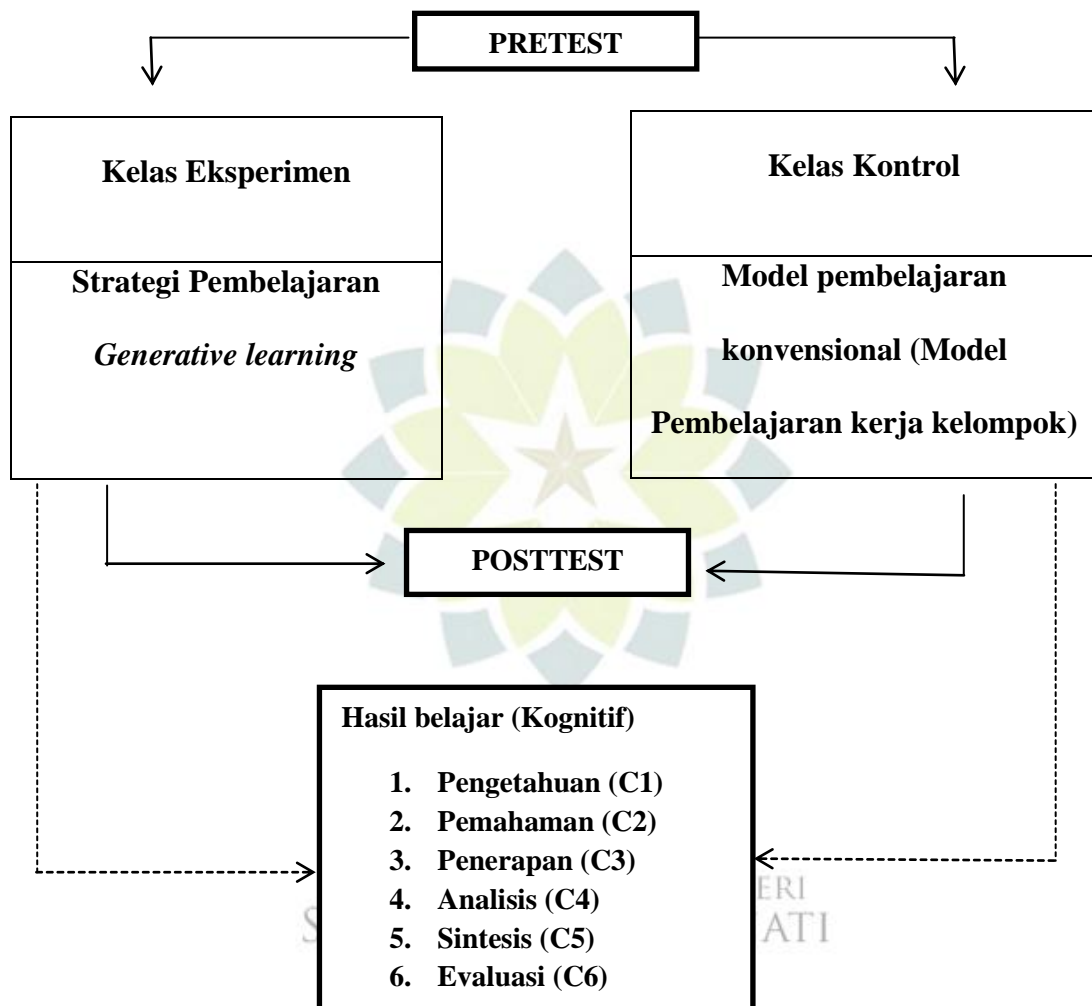 PRETEST
Kelas Eksperimen
Strategi Pembelajaran
Generative learning
Kelas Kontrol
Model pembelajaran
konvensional (Model
Pembelajaran kerja kelompok)
POSTTEST
Hasil belajar (Kognitif)
1. Pengetahuan (C1)
2. Pemahaman (C2)
3. Penerapan (C3)
4. Analisis (C4)
5. Sintesis (C5)
6. Evaluasi (C6)